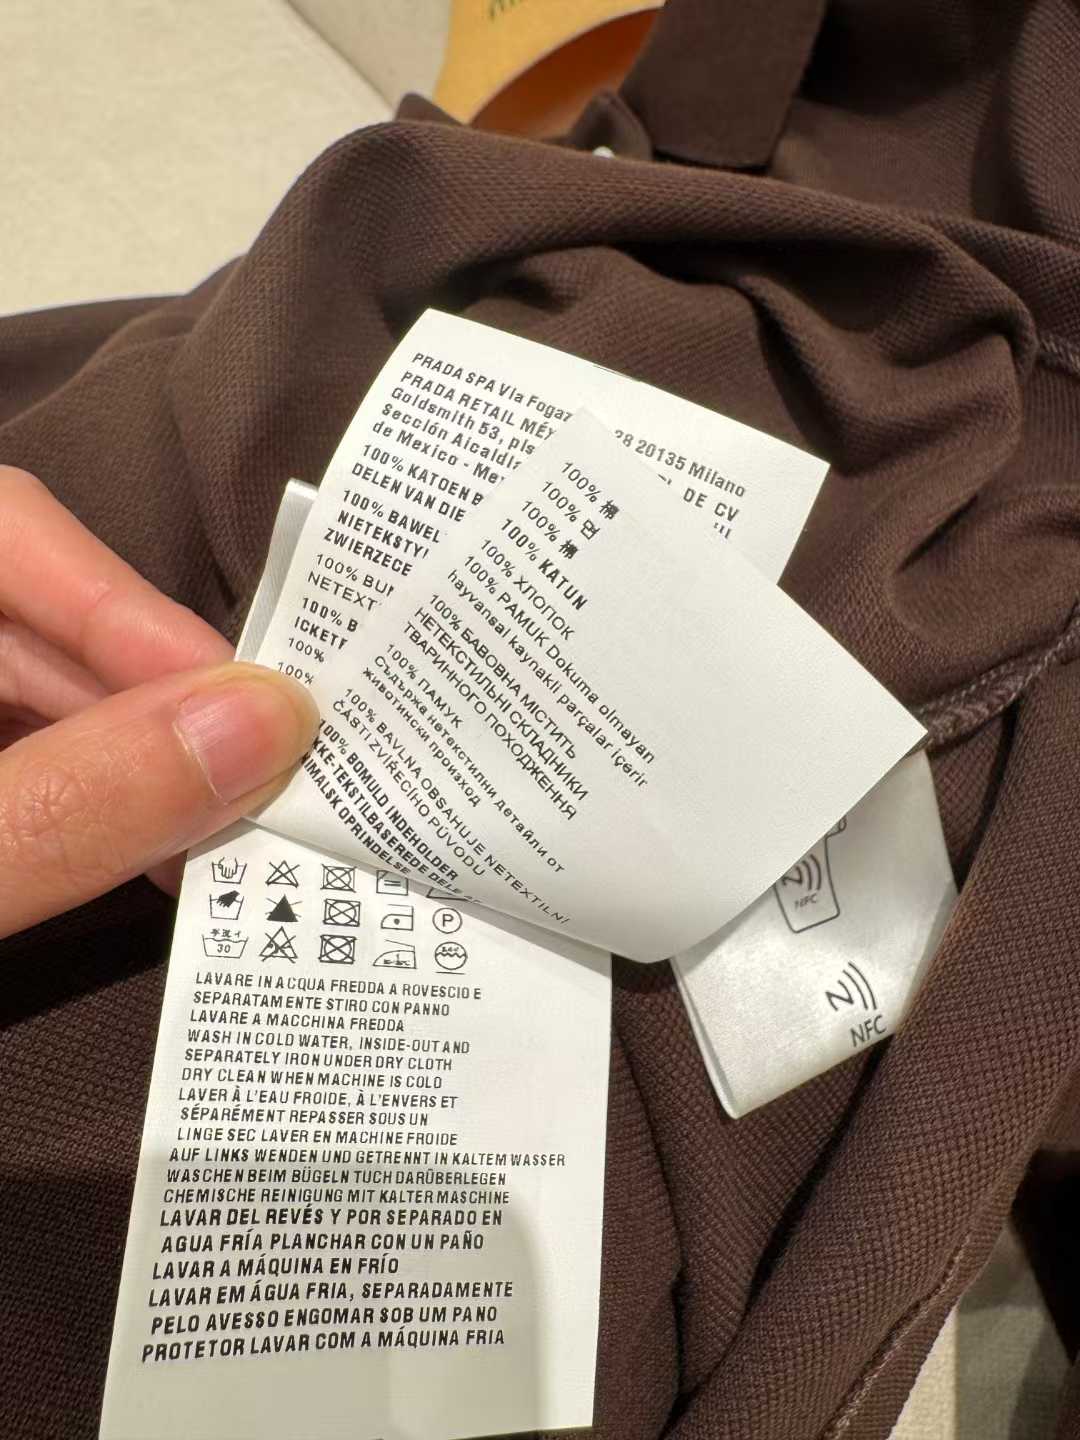 PRADA SPA Via Fogaz
28 20135 Milano
PRADA RETAIL MÉX
DE CV
Goldsmith 53,
Sección
de Mexico -
100% KATOEN
DELEN VAN DIE
100% BAWEL
NIETEKSTY
ZWIERZECE
100%
NETEXT
100%
100%
100%
100% 棉
100% 면
100% 棉
100% KATUN
100% ХЛОПОК
100% PAMUK Dokuma olmayan
hayvansal kaynakli parçalar içerir
100% БАВОВНА МІСТИТЬ
НЕТЕКСТИЛЬНІ СКЛАДНИКИ
ТВАРИННОГО ПОХОДЖЕННЯ
100% ПАМУК
Съдържа нетекстилни детайли от
животински произход
100% BAVLNA OBSAHUJE NETEXTILNÍ
ČÁSTI ZVÍŘECÍHO PŮVODU
100% BOMULD INDEHOLDER
IKKE-TEKSTILBASEREDE DELE
ANIMALSK OPRINDELSE
P
30
NFC
NFC
LAVARE IN ACQUA FREDDA A ROVESCIO E
SEPARATAMENTE STIRO CON PANNO
LAVARE A MACCHINA FREDDA
WASH IN COLD WATER, INSIDE-OUT AND
SEPARATELY IRON UNDER DRY CLOTH
DRY CLEAN WHEN MACHINE IS COLD
LAVER À L'EAU FROIDE, À L'ENVERS ET
SÉPARÉMENT REPASSER SOUS UN
LINGE SEC LAVER EN MACHINE FROIDE
AUF LINKS WENDEN UND GETRENNT IN KALTEM WASSER
WASCHEN BEIM BÜGELN TUCH DARÜBERLEGEN
CHEMISCHE REINIGUNG MIT KALTER MASCHINE
LAVAR DEL REVÉS Y POR SEPARADO EN
AGUA FRÍA PLANCHAR CON UN PAÑO
LAVAR A MÁQUINA EN FRÍO
LAVAR EM ÁGUA FRIA, SEPARADAMENTE
PELO AVESSO ENGOMAR SOB UM PANO
PROTETOR LAVAR COM A MÁQUINA FRIA